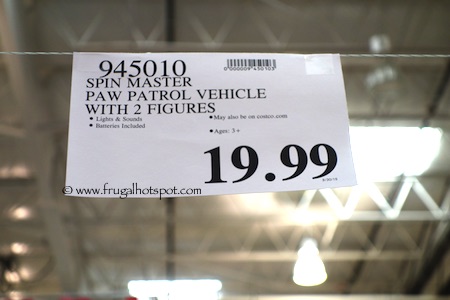 945010
0000009450103
SPIN MASTER
PAW PATROL VEHICLE
WITH 2 FIGURES
• Lights & Sounds
• Batteries Included
• May also be on costco.com
• Ages: 3+
19.99
www.frugalhotspot.com